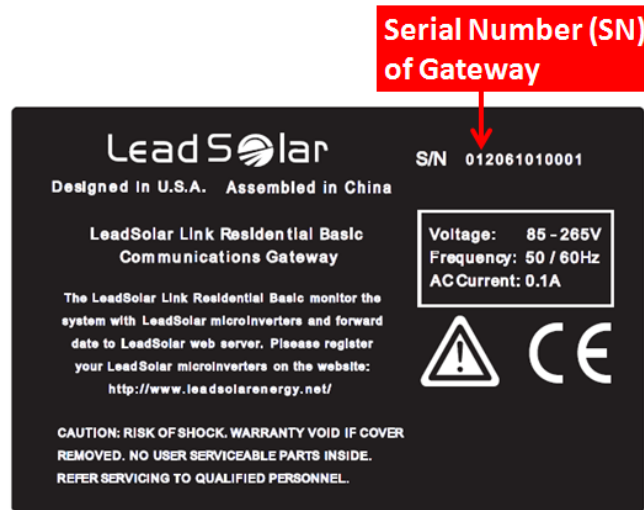 Serial Number (SN)
of Gateway
LeadSolar
S/N 012061010001
Designed in U.S.A. Assembled in China
LeadSolar Link Residential Basic
Communications Gateway
Voltage: 85 - 265V
Frequency: 50 / 60Hz
AC Current: 0.1A
The LeadSolar Link Residential Basic monitor the
system with LeadSolar microinverters and forward
date to LeadSolar web server. Plsease register
your LeadSolar microinverters on the website:
http://www.leadsolarenergy.net/
CE
CAUTION: RISK OF SHOCK. WARRANTY VOID IF COVER
REMOVED. NO USER SERVICEABLE PARTS INSIDE.
REFER SERVICING TO QUALIFIED PERSONNEL.